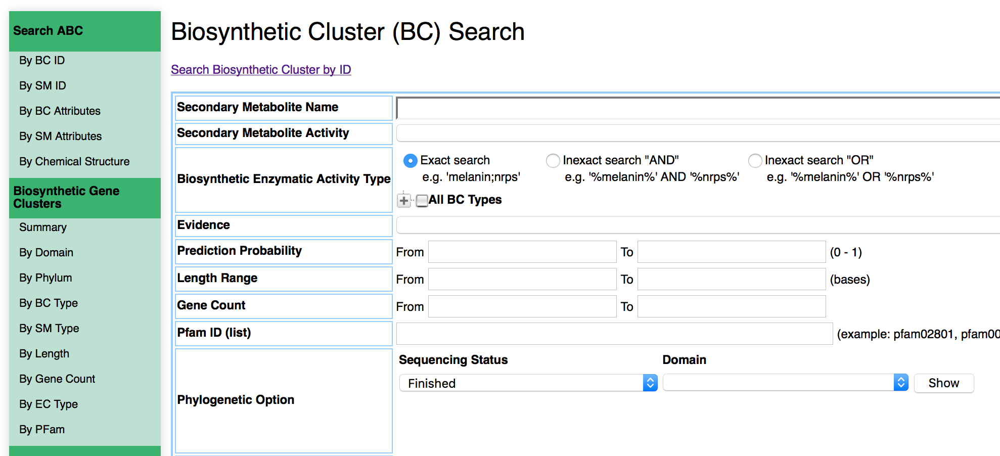 Search ABC
By BC ID
By SM ID
By BC Attributes
By SM Attributes
By Chemical Structure
Biosynthetic Gene
Clusters
Summary
By Domain
By Phylum
By BC Type
By SM Type
By Length
By Gene Count
By EC Type
By PFam
Biosynthetic Cluster (BC) Search
Search Biosynthetic Cluster by ID
Secondary Metabolite Name
Secondary Metabolite Activity
Biosynthetic Enzymatic Activity Type
Exact search
e.g. 'melanin;nrps'
Inexact search "AND"
e.g. '%melanin%' AND '%nrps%'
Inexact search "OR"
e.g. '%melanin%' OR '%nrps%'
All BC Types
Evidence
Prediction Probability From To (0 - 1)
Length Range From To (bases)
Gene Count From To
Pfam ID (list) (example: pfam02801, pfam00
Phylogenetic Option
Sequencing Status Domain
Finished Show